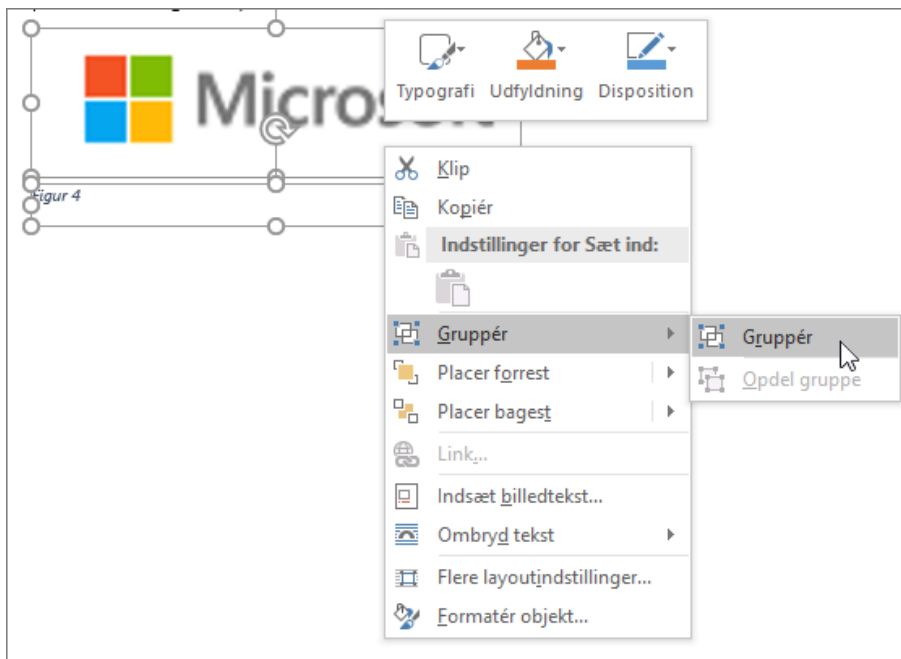 Typografi Udfyldning Disposition
Microsoft
Figur 4
Klip
Kopiér
Indstillinger for Sæt ind:
Gruppér
Gruppér
Placer forrest
Opdel gruppe
Placer bagest
Link...
Indsæt billedtekst...
Ombryd tekst
Flere layoutindstillinger...
Formatér objekt...